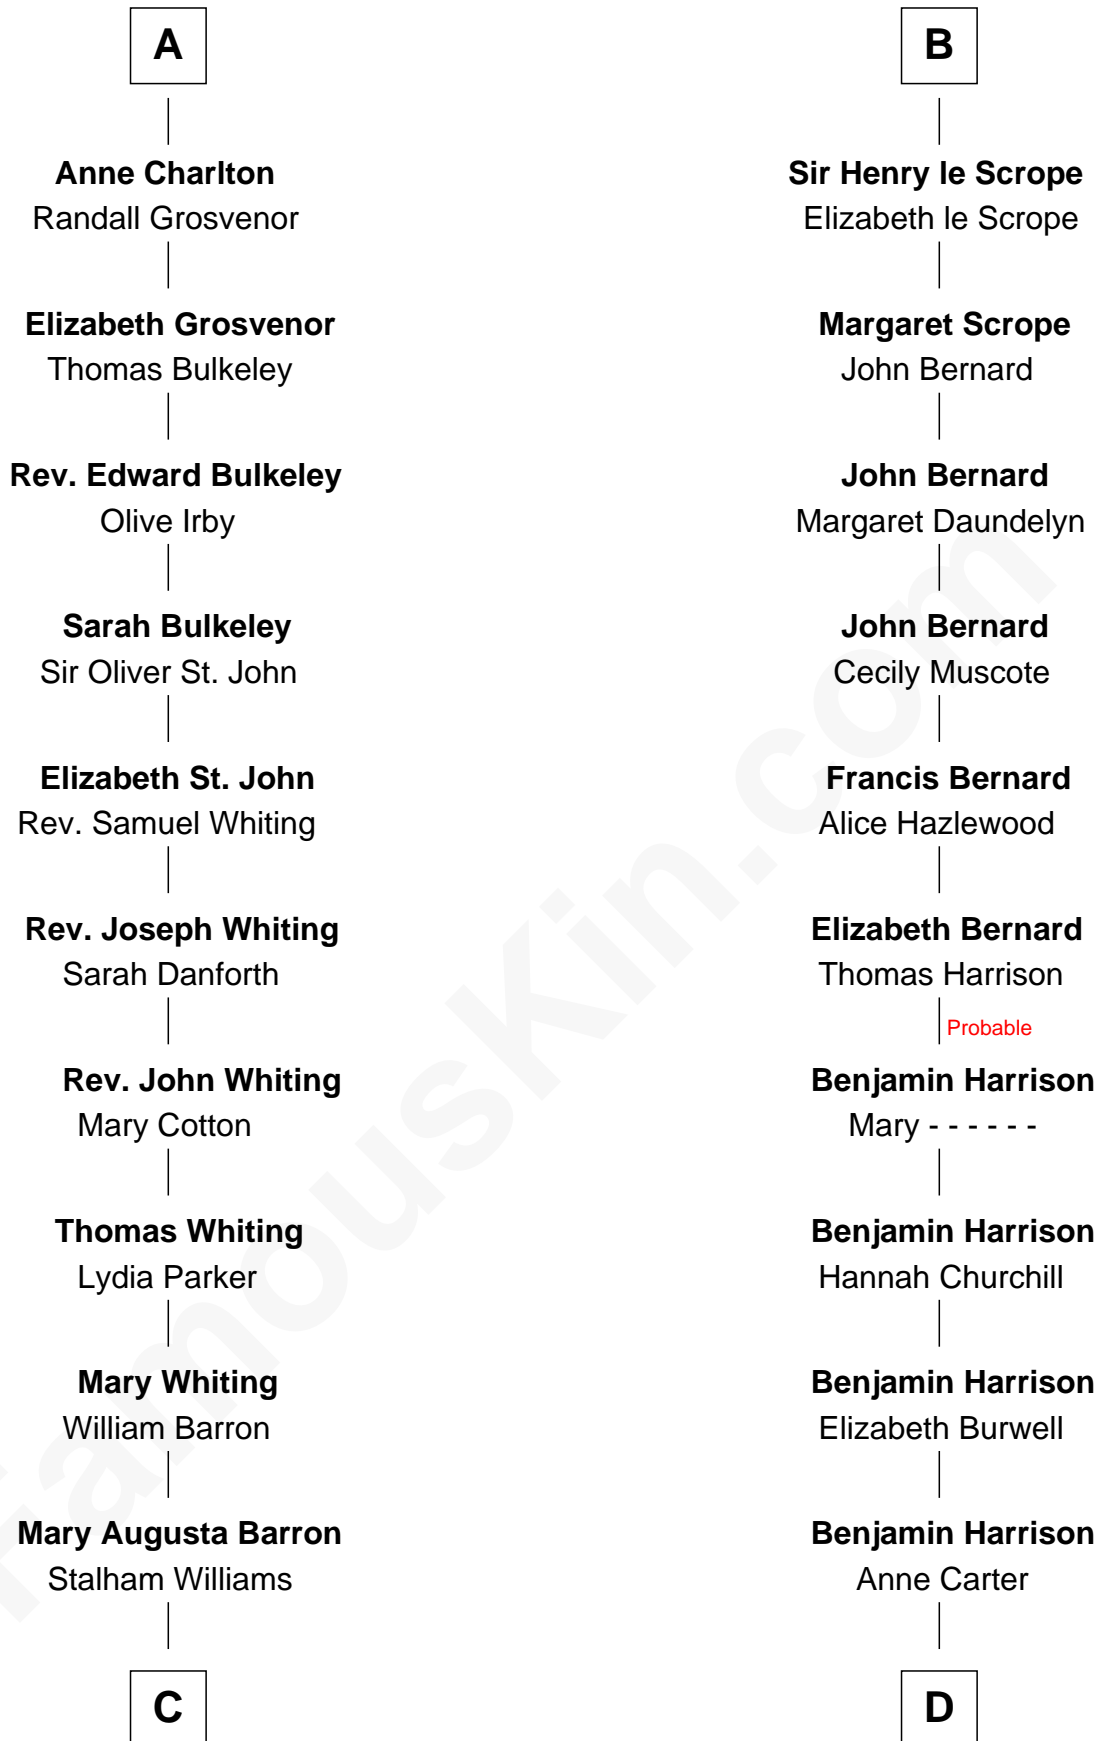 A
Anne Charlton
Randall Grosvenor
Elizabeth Grosvenor
Thomas Bulkeley
Rev. Edward Bulkeley
Olive Irby
Sarah Bulkeley
Sir Oliver St. John
Elizabeth St. John
Rev. Samuel Whiting
Rev. Joseph Whiting
Sarah Danforth
Rev. John Whiting
Mary Cotton
Thomas Whiting
Lydia Parker
Mary Whiting
William Barron
Mary Augusta Barron
Stalham Williams
C
B
Sir Henry le Scrope
Elizabeth le Scrope
Margaret Scrope
John Bernard
John Bernard
Margaret Daundelyn
John Bernard
Cecily Muscote
Francis Bernard
Alice Hazlewood
Elizabeth Bernard
Thomas Harrison
Probable
Benjamin Harrison
Mary - - - - - -
Benjamin Harrison
Hannah Churchill
Benjamin Harrison
Elizabeth Burwell
Benjamin Harrison
Anne Carter
D
FamousKin.com